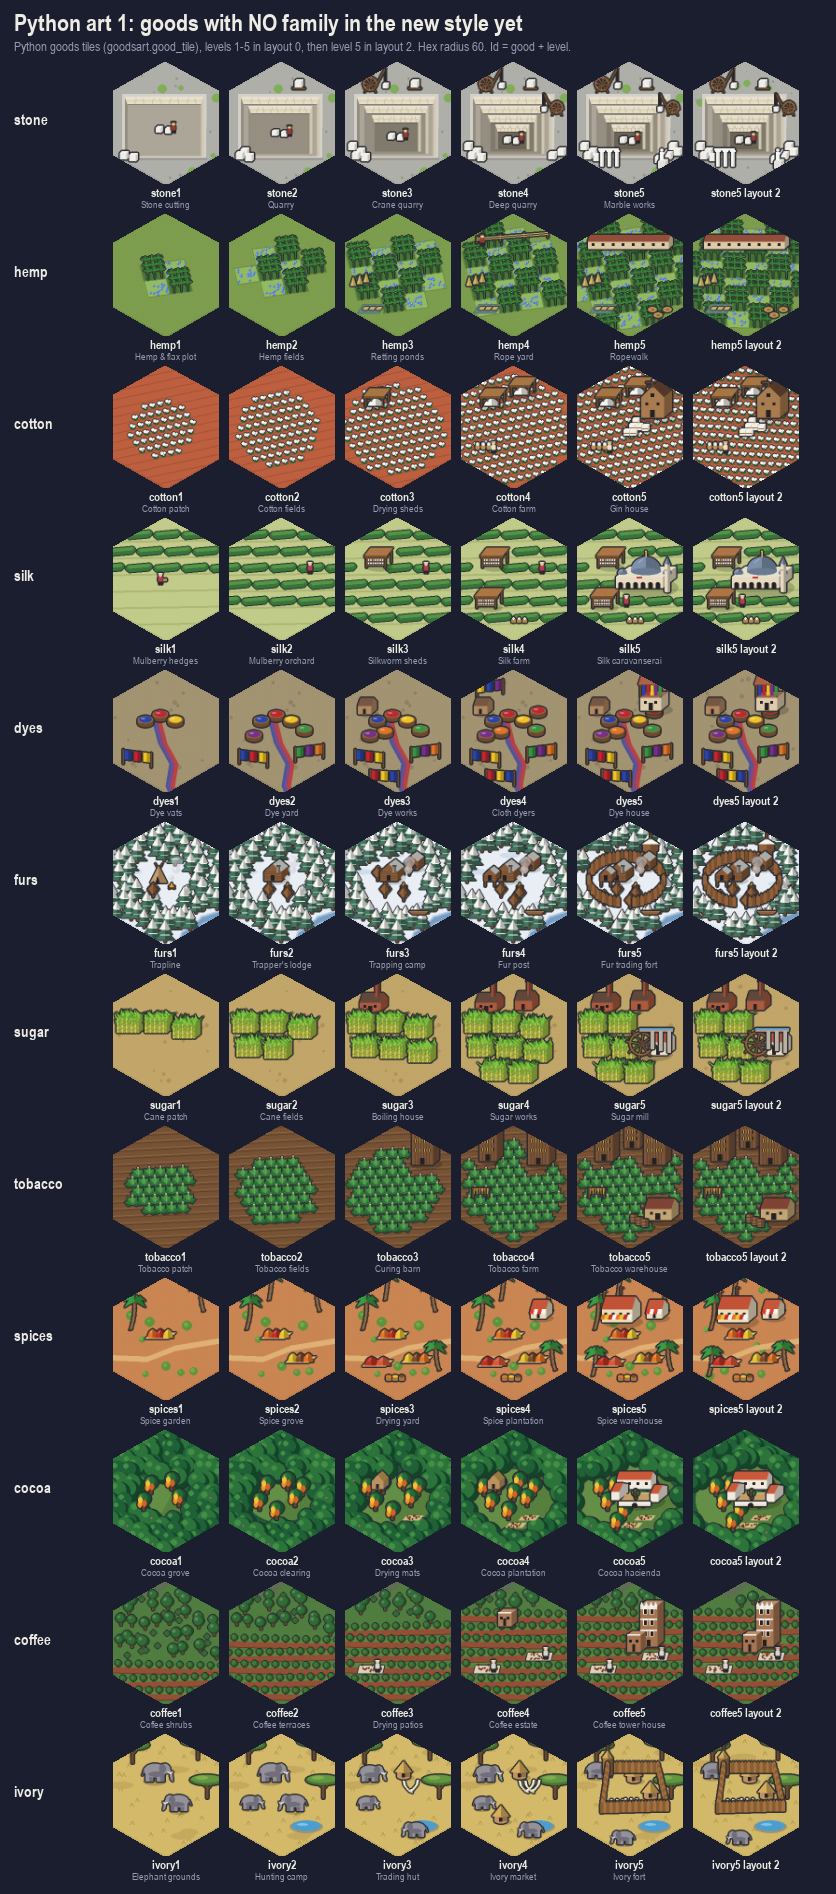 Python art 1: goods with NO family in the new style yet
Python goods tiles (goodsart.good_tile), levels 1-5 in layout 0, then level 5 in layout 2. Hex radius 60. Id = good + level.
stone
stone1 stone2 stone3 stone4 stone5 stone5 layout 2
Stone cutting Quarry Crane quarry Deep quarry Marble works
hemp
hemp1 hemp2 hemp3 hemp4 hemp5 hemp5 layout 2
Hemp & flax plot Hemp fields Retting ponds Rope yard Ropewalk
cotton
cotton1 cotton2 cotton3 cotton4 cotton5 cotton5 layout 2
Cotton patch Cotton fields Drying sheds Cotton farm Gin house
silk
silk1 silk2 silk3 silk4 silk5 silk5 layout 2
Mulberry hedges Mulberry orchard Silkworm sheds Silk farm Silk caravanserai
dyes
dyes1 dyes2 dyes3 dyes4 dyes5 dyes5 layout 2
Dye vats Dye yard Dye works Cloth dyers Dye house
furs
furs1 furs2 furs3 furs4 furs5 furs5 layout 2
Trapline Trapper's lodge Trapping camp Fur post Fur trading fort
sugar
sugar1 sugar2 sugar3 sugar4 sugar5 sugar5 layout 2
Cane patch Cane fields Boiling house Sugar works Sugar mill
tobacco
tobacco1 tobacco2 tobacco3 tobacco4 tobacco5 tobacco5 layout 2
Tobacco patch Tobacco fields Curing barn Tobacco farm Tobacco warehouse
spices
spices1 spices2 spices3 spices4 spices5 spices5 layout 2
Spice garden Spice grove Drying yard Spice plantation Spice warehouse
cocoa
cocoa1 cocoa2 cocoa3 cocoa4 cocoa5 cocoa5 layout 2
Cocoa grove Cocoa clearing Drying mats Cocoa plantation Cocoa hacienda
coffee
coffee1 coffee2 coffee3 coffee4 coffee5 coffee5 layout 2
Coffee shrubs Coffee terraces Drying patios Coffee estate Coffee tower house
ivory
ivory1 ivory2 ivory3 ivory4 ivory5 ivory5 layout 2
Elephant grounds Hunting camp Trading hut Ivory market Ivory fort